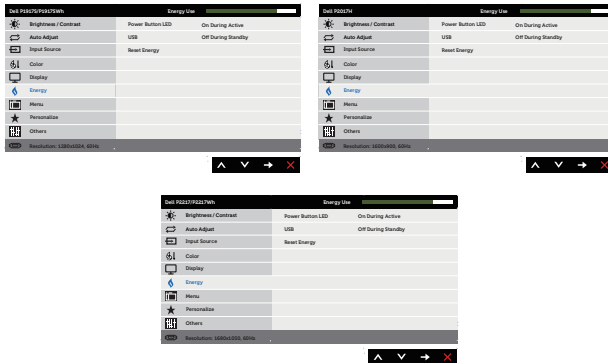 Dell P1917S/P1917SWh Energy Use
Brightness / Contrast Power Button LED On During Active
Auto Adjust USB Off During Standby
Input Source Reset Energy
Color
Display
Energy
Menu
Personalize
Others
Resolution: 1280x1024, 60Hz
Dell P2017H Energy Use
Brightness / Contrast Power Button LED On During Active
Auto Adjust USB Off During Standby
Input Source Reset Energy
Color
Display
Energy
Menu
Personalize
Others
Resolution: 1600x900, 60Hz
Dell P2217/P2217Wh Energy Use
Brightness / Contrast Power Button LED On During Active
Auto Adjust USB Off During Standby
Input Source Reset Energy
Color
Display
Energy
Menu
Personalize
Others
Resolution: 1680x1050, 60Hz